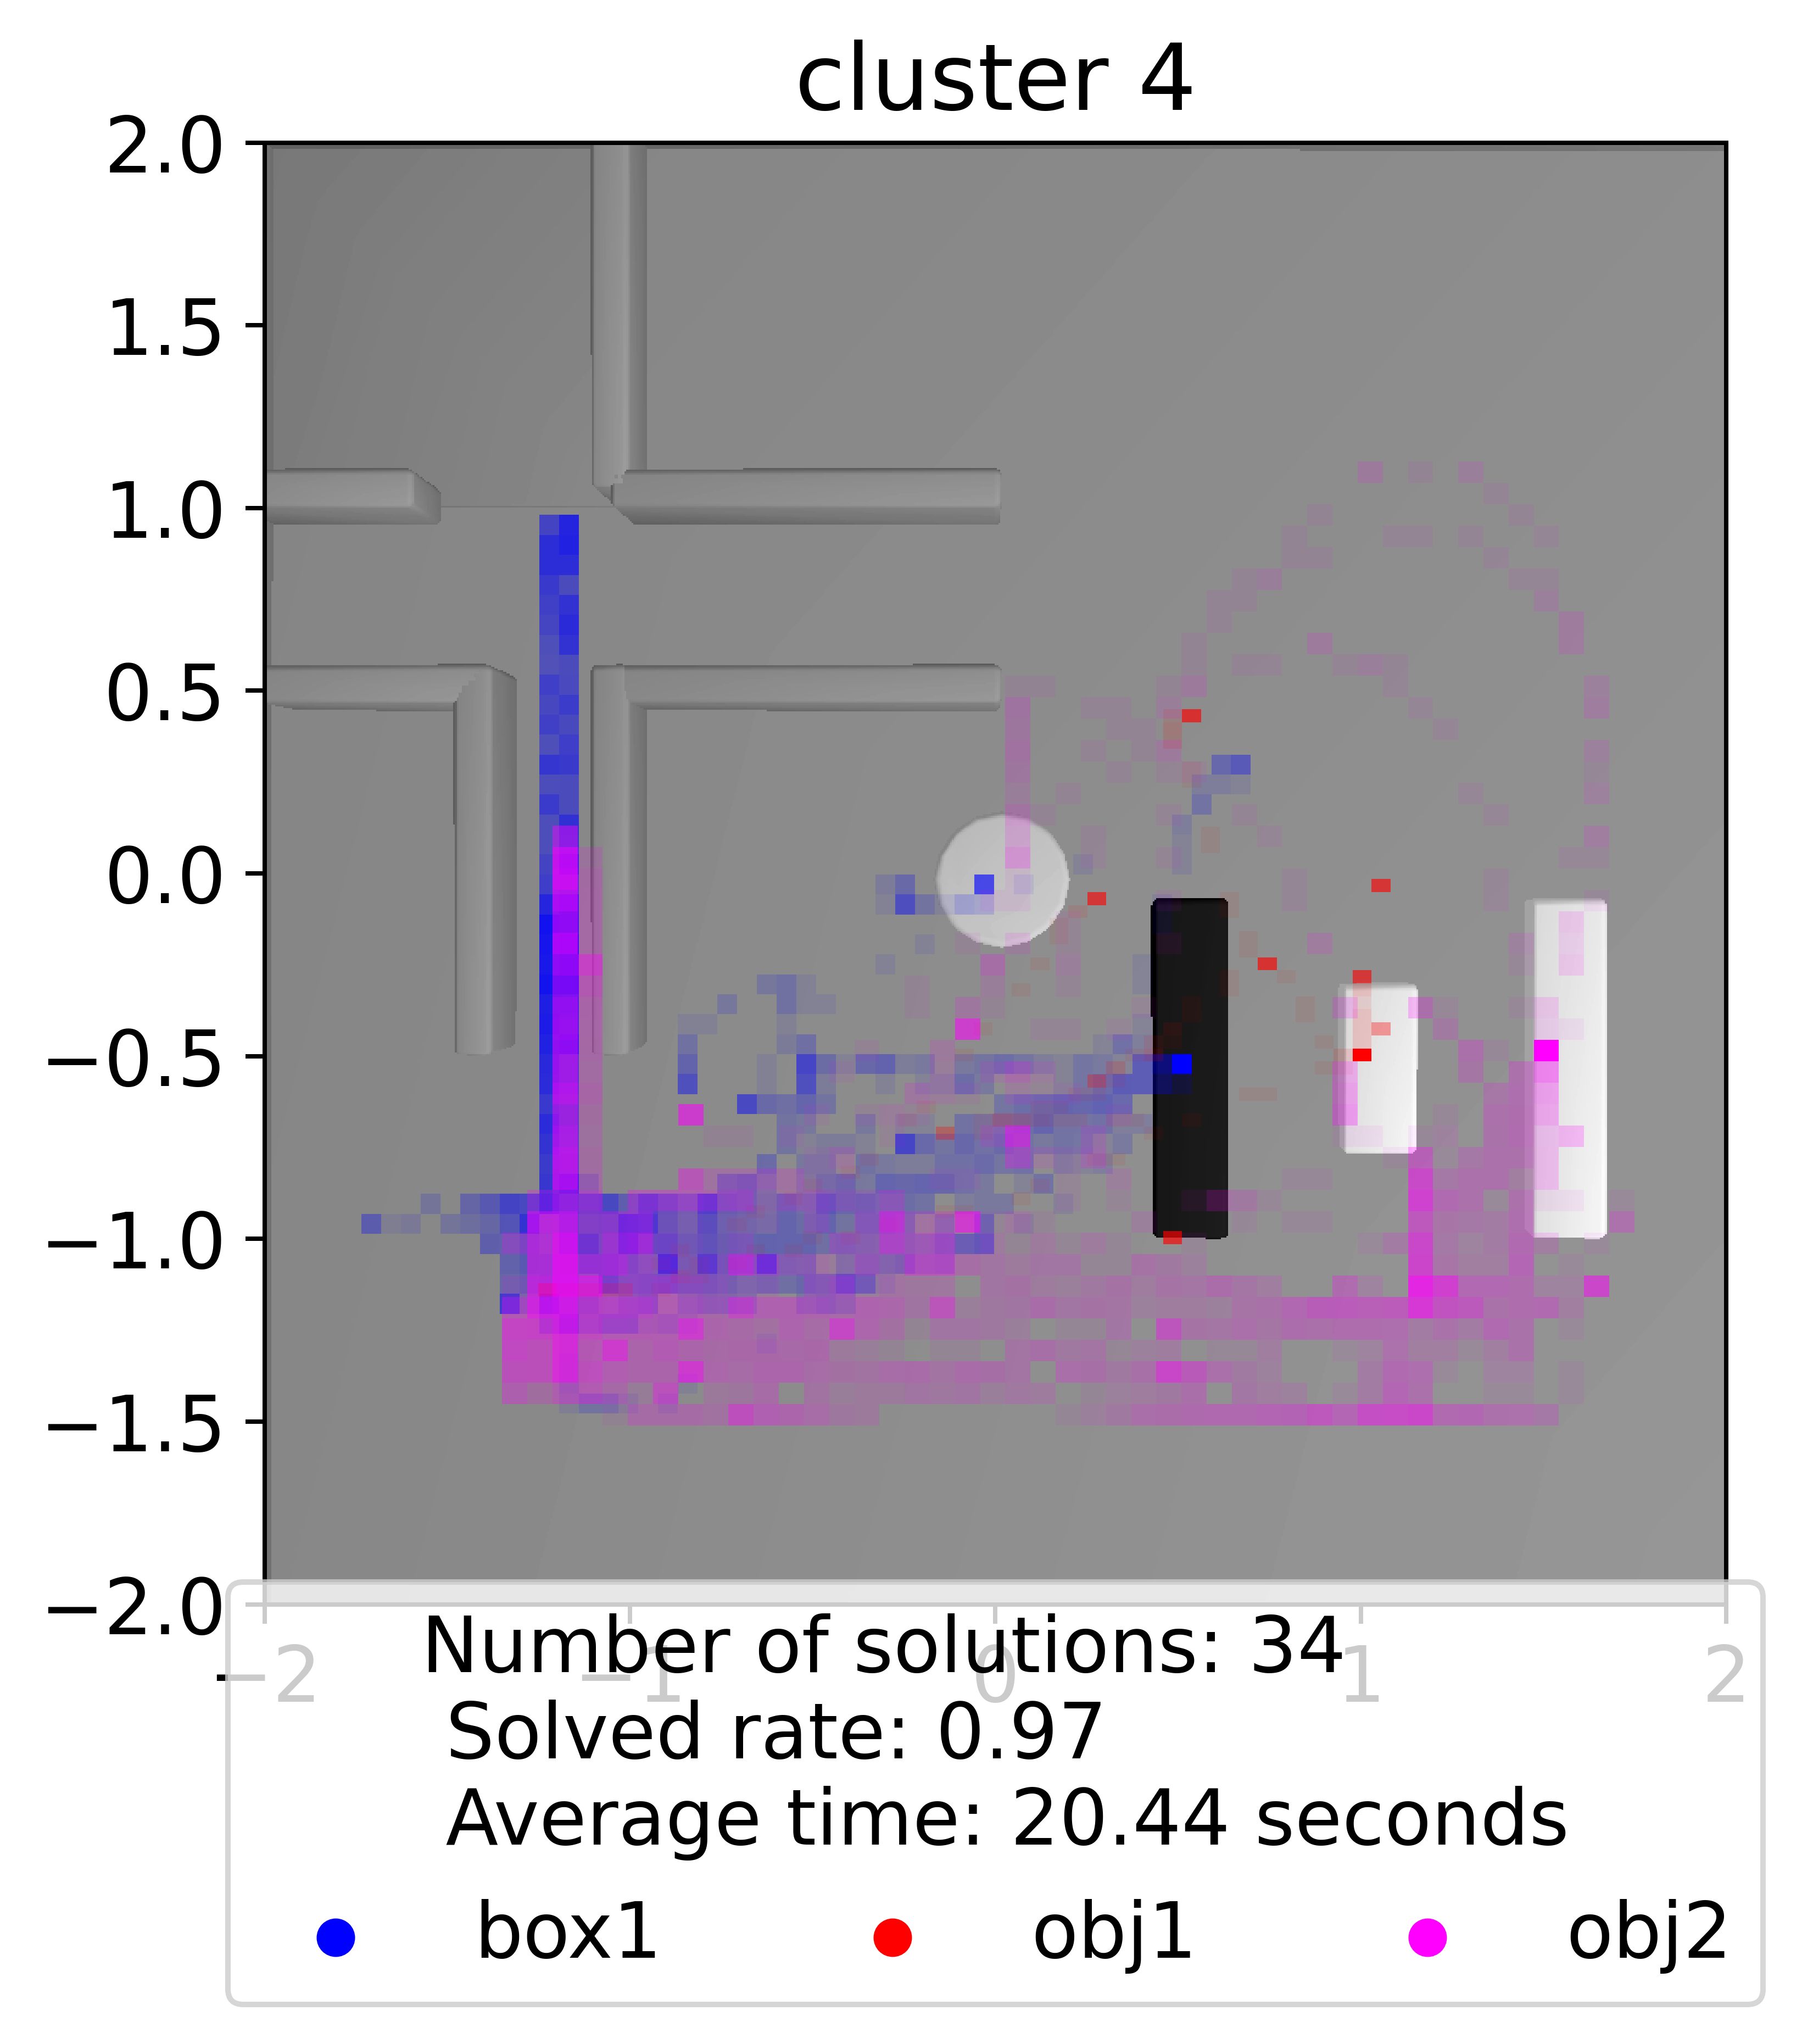 cluster 4
2.0
1.5
1.0
0.5
0.0
−0.5
−1.0
−1.5
−2.0
−2 −1 0 1 2
Number of solutions: 34
Solved rate: 0.97
Average time: 20.44 seconds
box1 obj1 obj2